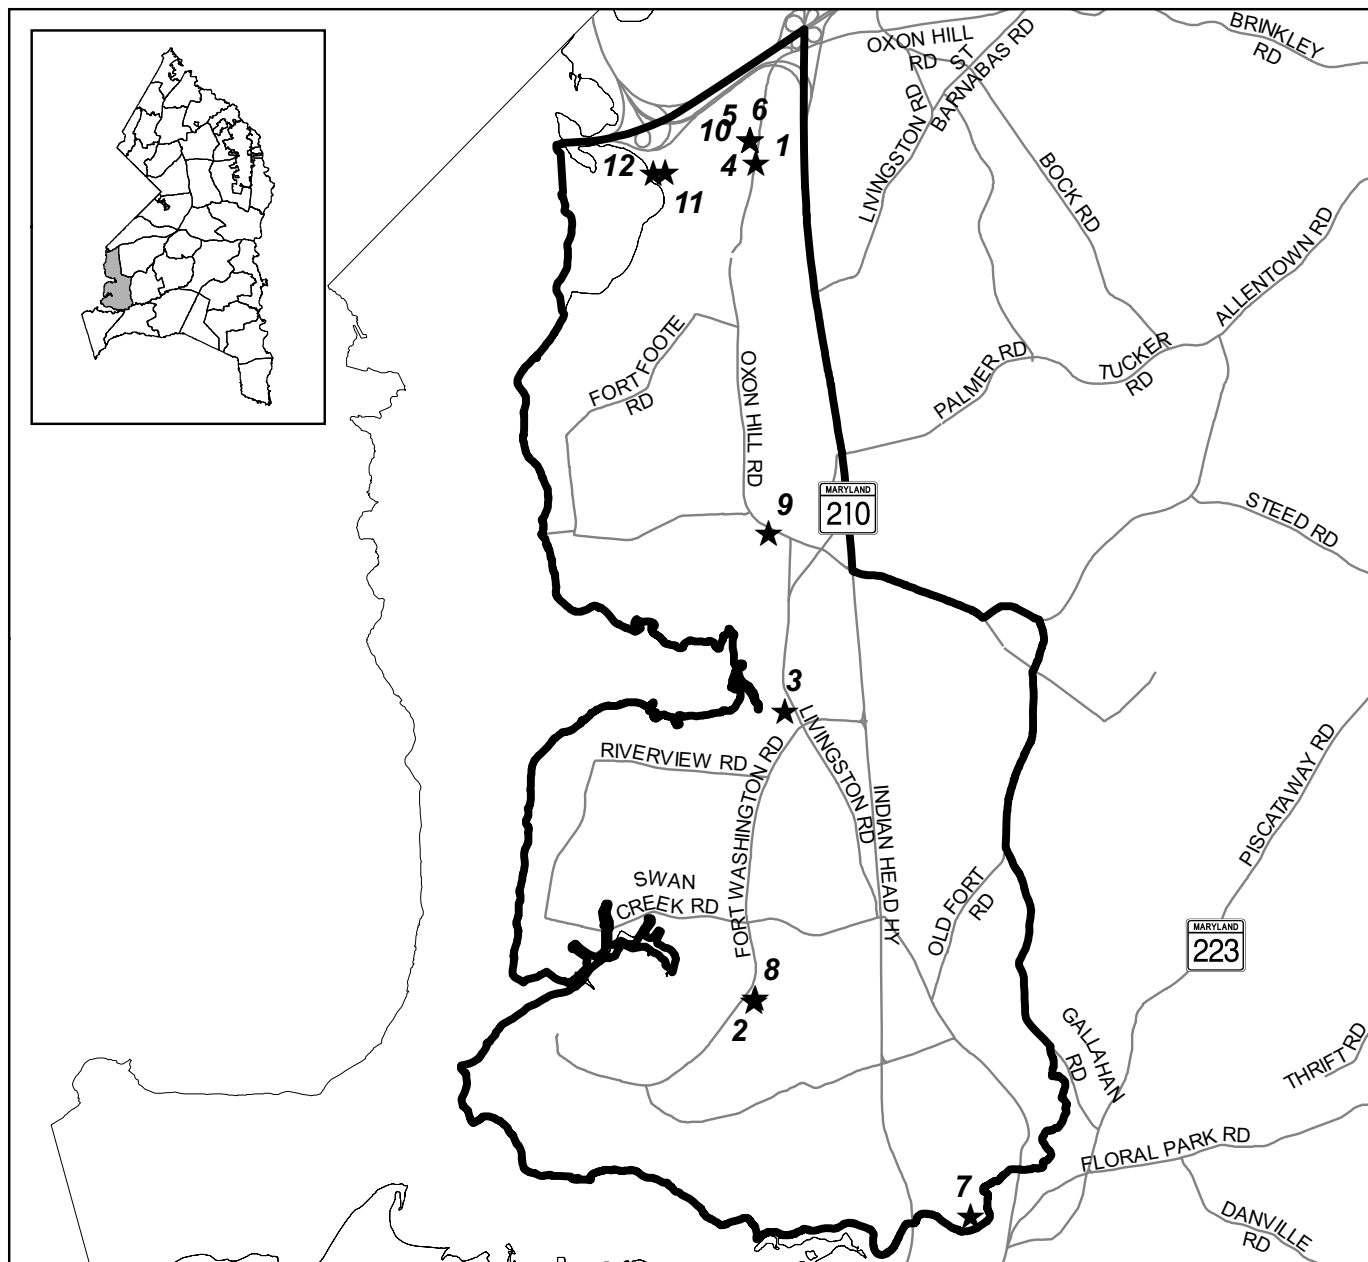 OXON HILL
RD
ST
BARNABAS RD
BRINKLEY
RD
LIVINGSTON RD
BOCK RD
5
6
10
1
4
12
11
ALLENTOWN RD
FORT FOOTE
RD
OXON HILL RD
PALMER RD
TUCKER
RD
9
MARYLAND
210
STEED RD
3
LIVINGSTON RD
RIVERVIEW RD
FORT WASHINGTON RD
INDIAN HEAD HY
PISCATAWAY RD
SWAN
CREEK RD
OLD FORT
RD
MARYLAND
223
8
2
GALLAHAN
RD
THRIFT RD
FLORAL PARK RD
7
DANVILLE
RD